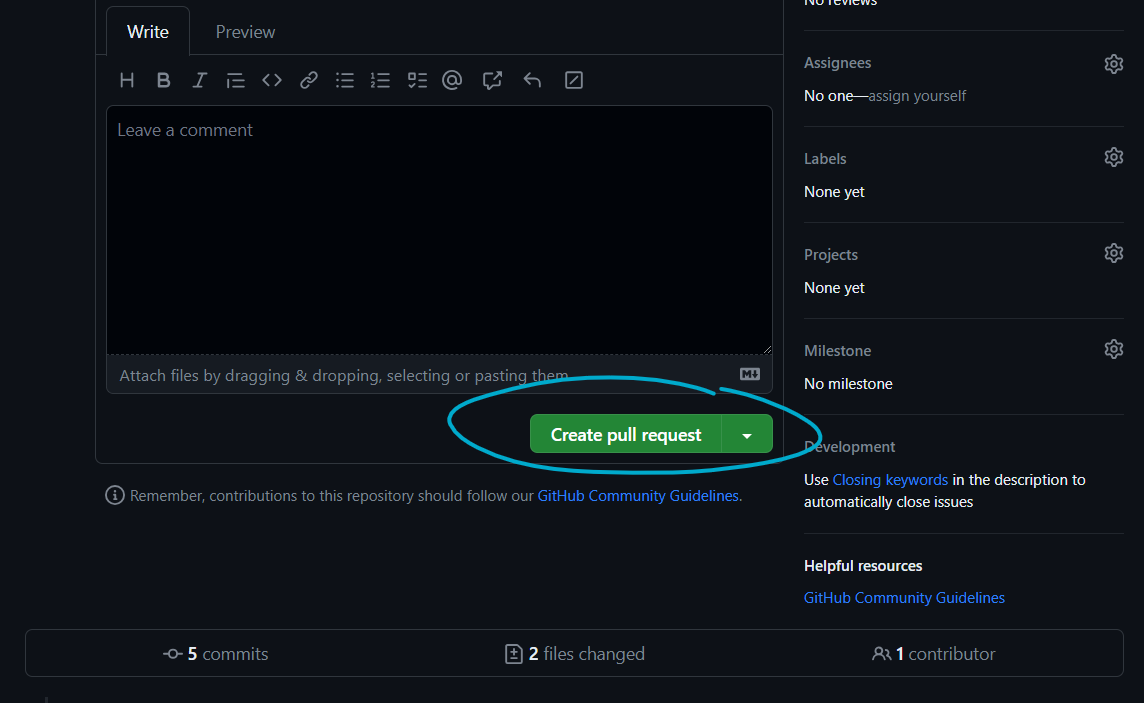 Write
Preview
Leave a comment
Attach files by dragging & dropping, selecting or pasting them.
Create pull request
Remember, contributions to this repository should follow our GitHub Community Guidelines.
No reviews
Assignees
No one—assign yourself
Labels
None yet
Projects
None yet
Milestone
No milestone
Development
Use Closing keywords in the description to
automatically close issues
Helpful resources
GitHub Community Guidelines
5 commits
2 files changed
1 contributor